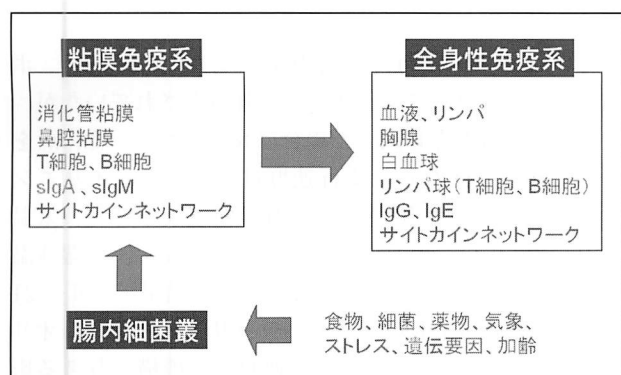 粘膜免疫系
消化管粘膜
鼻腔粘膜
T細胞、B細胞
sIgA 、sIgM
サイトカインネットワーク
全身性免疫系
血液、リンパ
胸腺
白血球
リンパ球(T細胞、B細胞)
IgG、IgE
サイトカインネットワーク
腸内細菌叢
食物、細菌、薬物、気象、
ストレス、遺伝要因、加齢